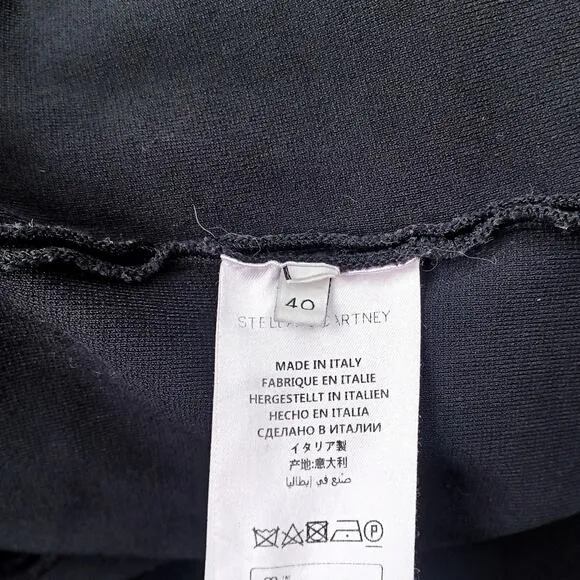 40
STELLA McCARTNEY
MADE IN ITALY
FABRIQUE EN ITALIE
HERGESTELLT IN ITALIEN
HECHO EN ITALIA
СДЕЛАНО В ИТАЛИИ
イタリア製
产地:意大利
صنع في إيطاليا
P